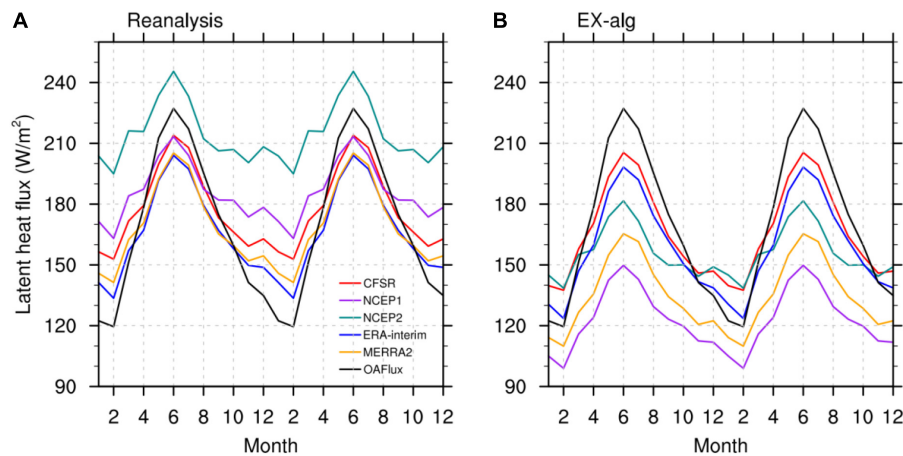 A Reanalysis
B EX-alg
Latent heat flux (W/m²)
240
210
180
150
120
90
CFSR
NCEP1
NCEP2
ERA-interim
MERRA2
OAFlux
2 4 6 8 10 12 2 4 6 8 10 12
Month
240
210
180
150
120
90
2 4 6 8 10 12 2 4 6 8 10 12
Month